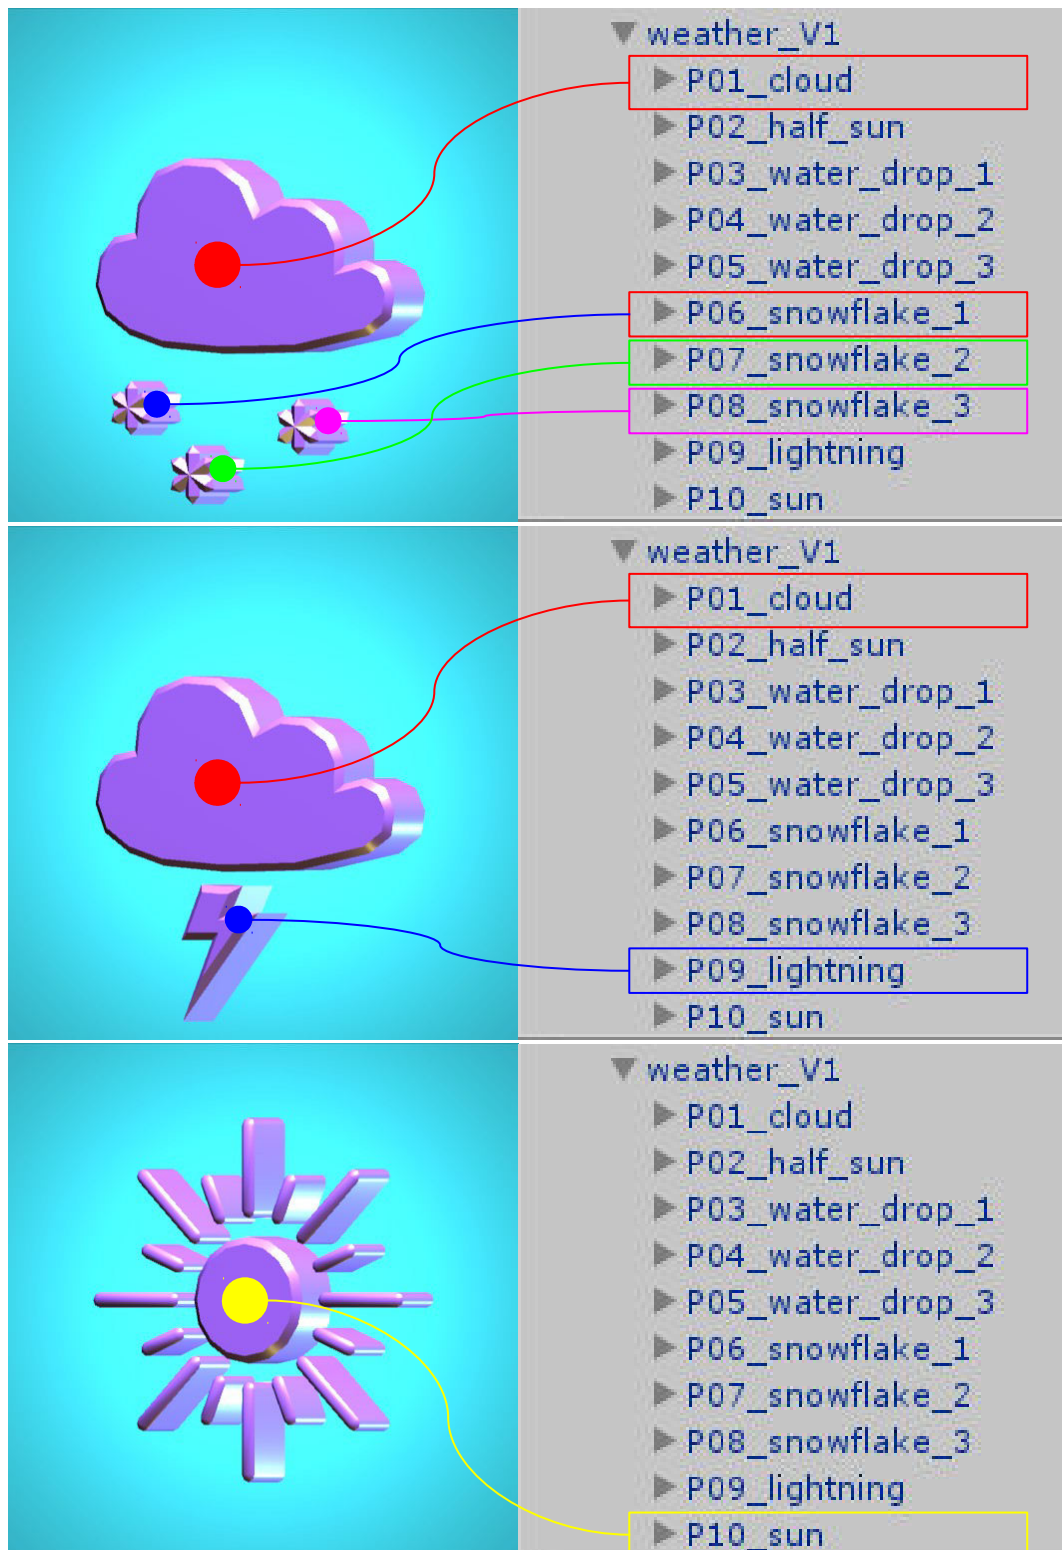 weather_V1
P01_cloud
P02_half_sun
P03_water_drop_1
P04_water_drop_2
P05_water_drop_3
P06_snowflake_1
P07_snowflake_2
P08_snowflake_3
P09_lightning
P10_sun
weather_V1
P01_cloud
P02_half_sun
P03_water_drop_1
P04_water_drop_2
P05_water_drop_3
P06_snowflake_1
P07_snowflake_2
P08_snowflake_3
P09_lightning
P10_sun
weather_V1
P01_cloud
P02_half_sun
P03_water_drop_1
P04_water_drop_2
P05_water_drop_3
P06_snowflake_1
P07_snowflake_2
P08_snowflake_3
P09_lightning
P10_sun